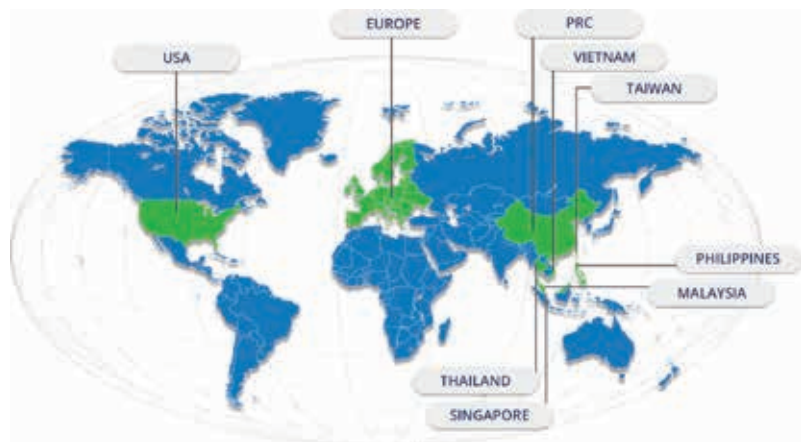 EUROPE
PRC
USA
VIETNAM
TAIWAN
PHILIPPINES
MALAYSIA
THAILAND
SINGAPORE